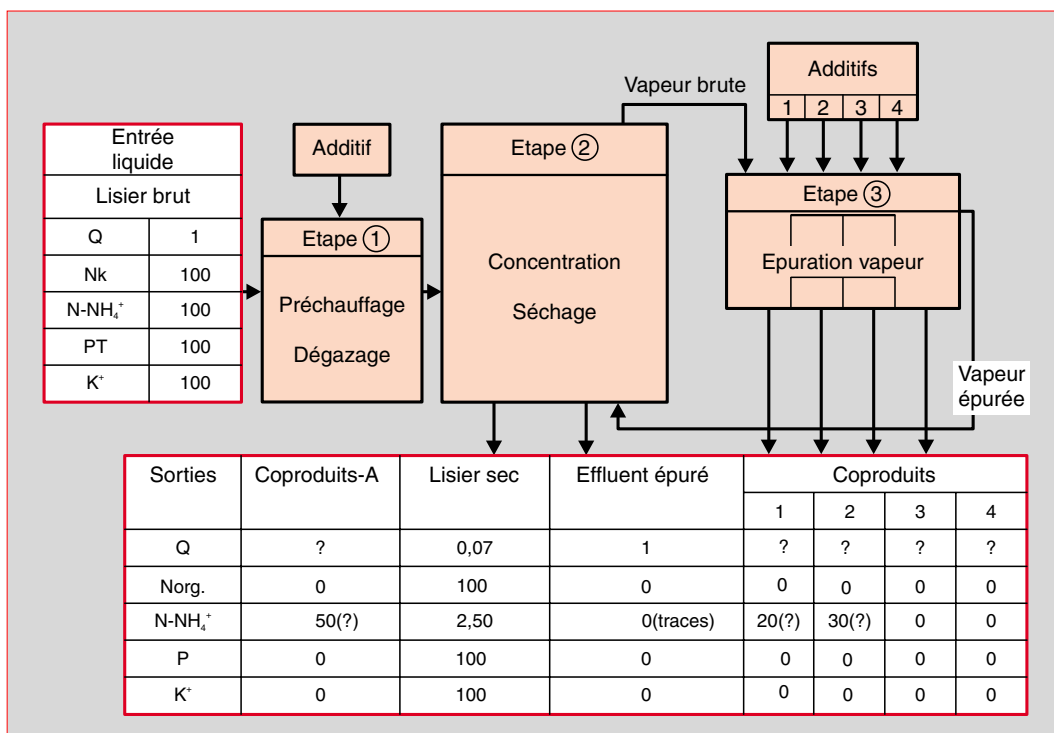 Additifs
1 2 3 4
Vapeur brute
Entrée
liquide
Lisier brut
Q 1
Nk 100
N-NH₄⁺ 100
PT 100
K⁺ 100
Additif
Etape ①
Préchauffage
Dégazage
Etape ②
Concentration
Séchage
Etape ③
Epuration vapeur
Vapeur
épurée
Sorties Coproduits-A Lisier sec Effluent épuré Coproduits
1 2 3 4
Q ? 0,07 1 ? ? ? ?
Norg. 0 100 0 0 0 0 0
N-NH₄⁺ 50(?) 2,50 0(traces) 20(?) 30(?) 0 0
P 0 100 0 0 0 0 0
K⁺ 0 100 0 0 0 0 0